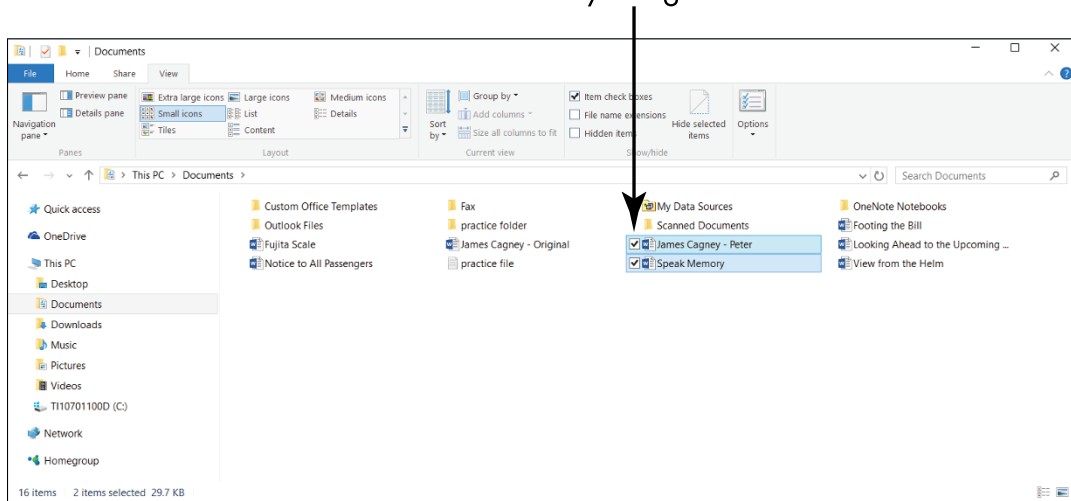 Documents
File Home Share View
Preview pane Extra large icons Large icons Medium icons Group by Item check boxes
Details pane Small icons List Details Add columns File name extensions
Navigation pane Tiles Content Sort by Size all columns to fit Hidden items Hide selected items Options
Panes Layout Current view Show/hide
This PC > Documents > Search Documents
Quick access Custom Office Templates Fax My Data Sources OneNote Notebooks
Outlook Files practice folder Scanned Documents Footing the Bill
OneDrive Fujita Scale James Cagney - Original James Cagney - Peter Looking Ahead to the Upcoming ...
This PC Notice to All Passengers practice file Speak Memory View from the Helm
Desktop
Documents
Downloads
Music
Pictures
Videos
TI10701100D (C:)
Network
Homegroup
16 items 2 items selected 29.7 KB